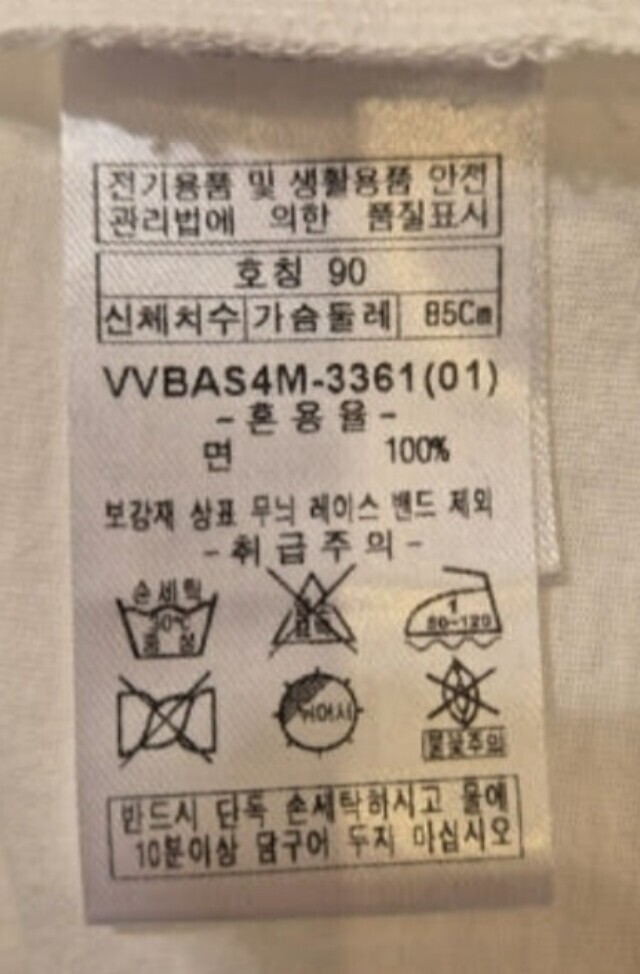 전기용품 및 생활용품 안전
관리법에 의한 품질표시
호칭 90
신체치수 가슴둘레 85Cm
VVBAS4M-3361(01)
-혼용율-
면 100%
보강재 상표 무늬 레이스 밴드 제외
-취급주의-
손세탁
30℃
중성
1
80~120
뉘어서
불꽃주의
반드시 단독 손세탁하시고 물에
10분이상 담구어 두지 마십시오